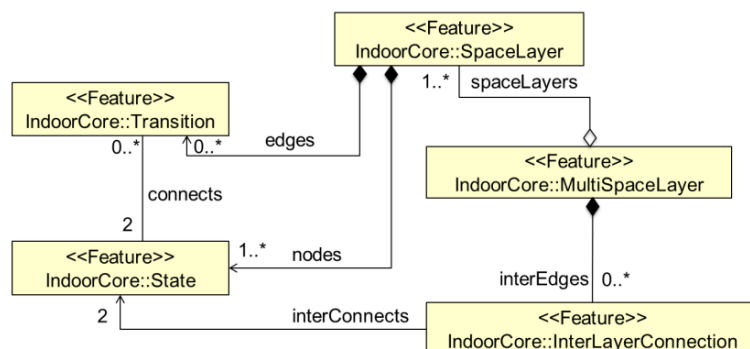 <<Feature>>
IndoorCore::SpaceLayer
1..*
spaceLayers
<<Feature>>
IndoorCore::Transition
0..*
0..*
edges
<<Feature>>
IndoorCore::MultiSpaceLayer
connects
2
1..*
nodes
<<Feature>>
IndoorCore::State
interEdges
0..*
2
interConnects
<<Feature>>
IndoorCore::InterLayerConnection